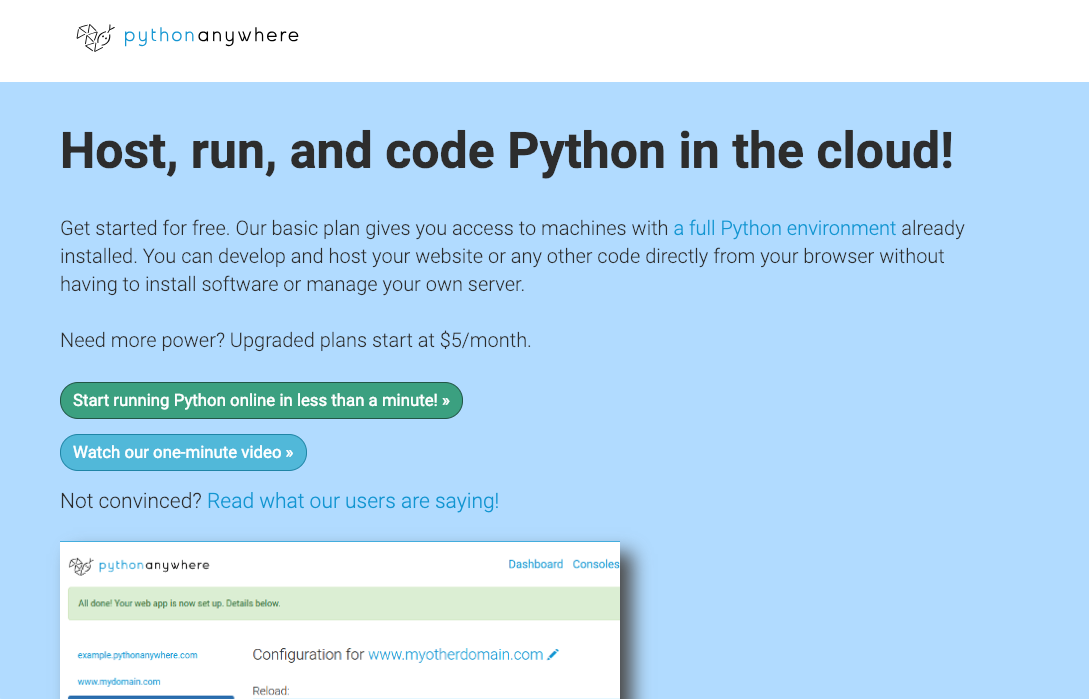 pythonanywhere
Host, run, and code Python in the cloud!
Get started for free. Our basic plan gives you access to machines with a full Python environment already
installed. You can develop and host your website or any other code directly from your browser without
having to install software or manage your own server.
Need more power? Upgraded plans start at $5/month.
Start running Python online in less than a minute! »
Watch our one-minute video »
Not convinced? Read what our users are saying!
pythonanywhere Dashboard Consoles
All done! Your web app is now set up. Details below.
example.pythonanywhere.com Configuration for www.myotherdomain.com
www.mydomain.com
Reload: